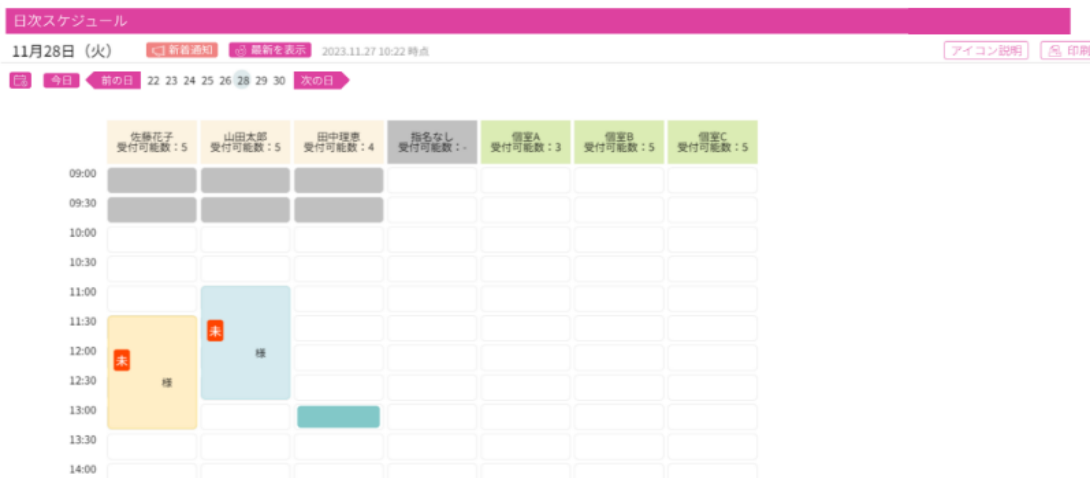 日次スケジュール
11月28日（火） 新着通知 最新を表示 2023.11.27 10:22 時点 アイコン説明 印刷
今日 前の日 22 23 24 25 26 28 29 30 次の日
佐藤花子 山田太郎 田中理恵 指名なし 個室A 個室B 個室C
受付可能数：5 受付可能数：5 受付可能数：4 受付可能数：- 受付可能数：3 受付可能数：5 受付可能数：5
09:00
09:30
10:00
10:30
11:00
11:30 未
12:00 未 様
12:30 様
13:00
13:30
14:00